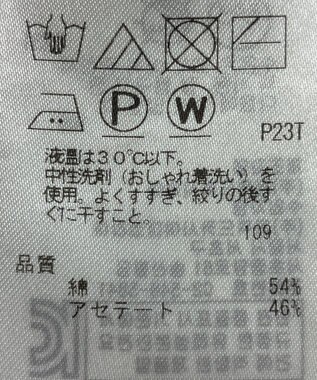 P W
P23T
液温は30℃以下。
中性洗剤（おしゃれ着洗い）を
使用。よくすすぎ、絞りの後す
ぐに干すこと。
109
品質
綿 54%
アセテート 46%